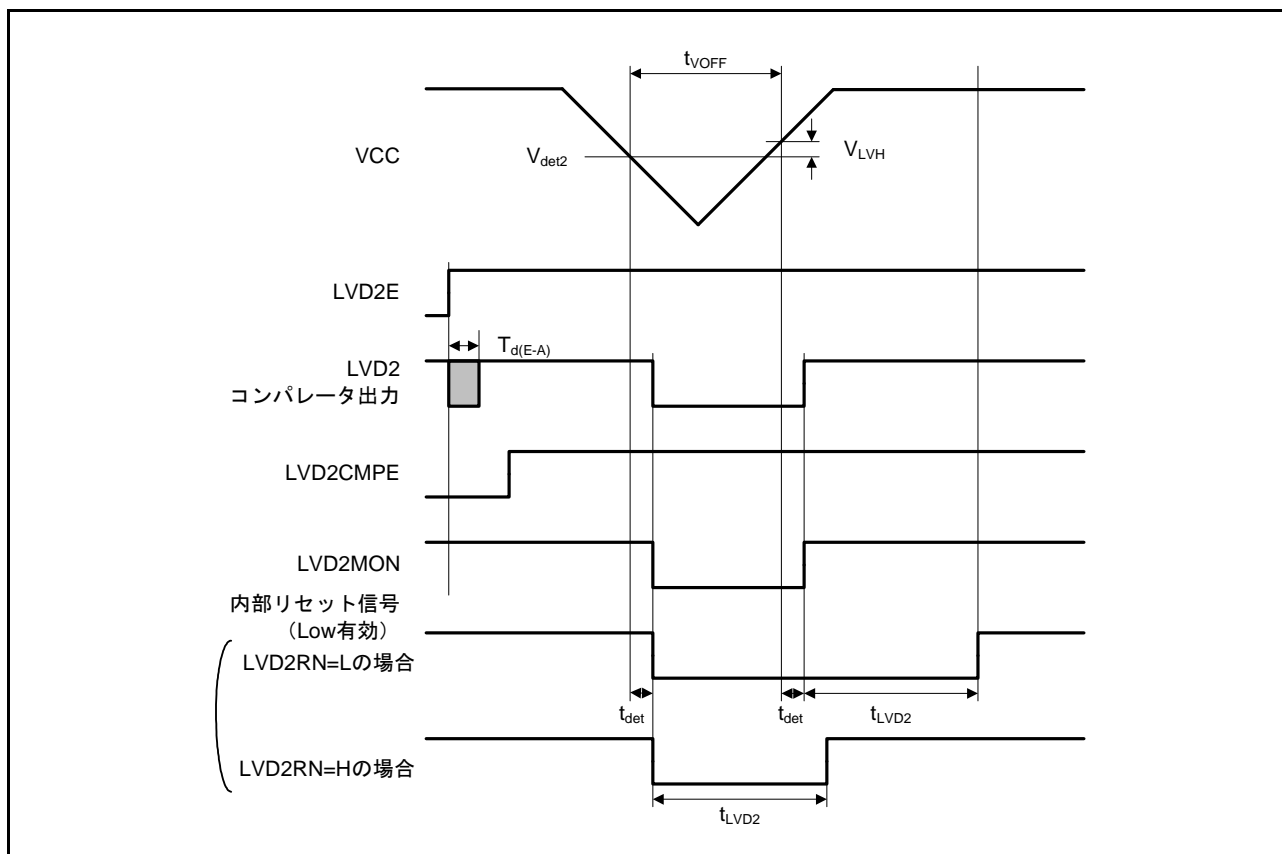 tVOFF
VCC
Vdet2
VLVH
LVD2E
Td(E-A)
LVD2
コンパレータ出力
LVD2CMPE
LVD2MON
内部リセット信号
(Low有効)
LVD2RN=Lの場合
tdet
tdet
tLVD2
LVD2RN=Hの場合
tLVD2